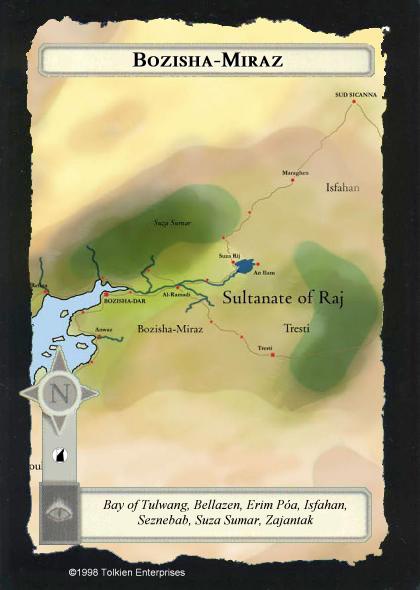 BOZISHA-MIRAZ
SUD SICANNA
Maraghen
Isfahan
Suza Sumar
Suza Rij
An Ilam
BOZISHA-DAR
Al-Ramadi
Sultanate of Raj
Aswar
Bozisha-Miraz
Tresti
Tresti
N
Bay of Tulwang, Bellazen, Erim Póa, Isfahan,
Seznebab, Suza Sumar, Zajantak
©1998 Tolkien Enterprises